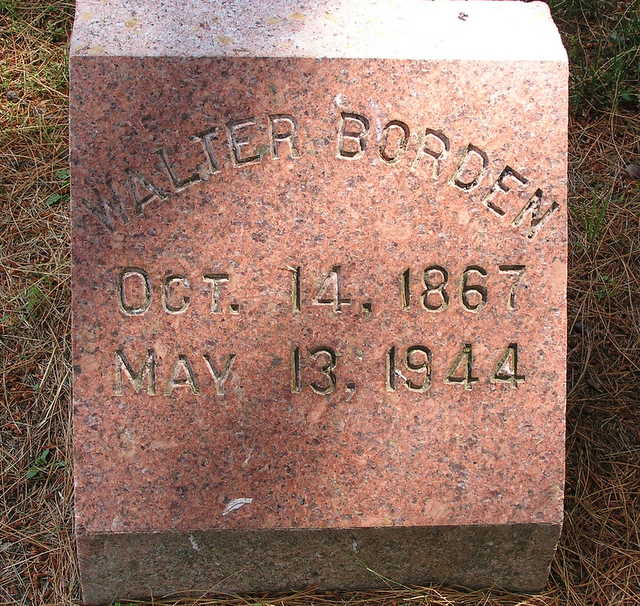 WALTER BORDEN
OCT. 14, 1867
MAY 13, 1944